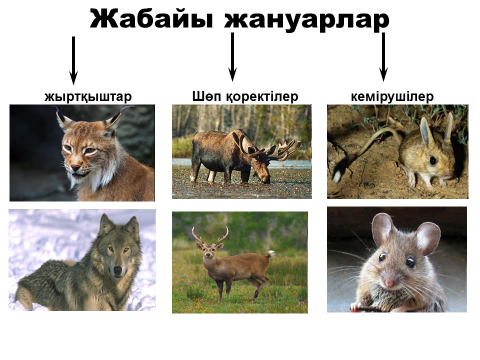 Жабайы жануарлар
жыртқыштар
Шөп қоректілер
кемірушілер